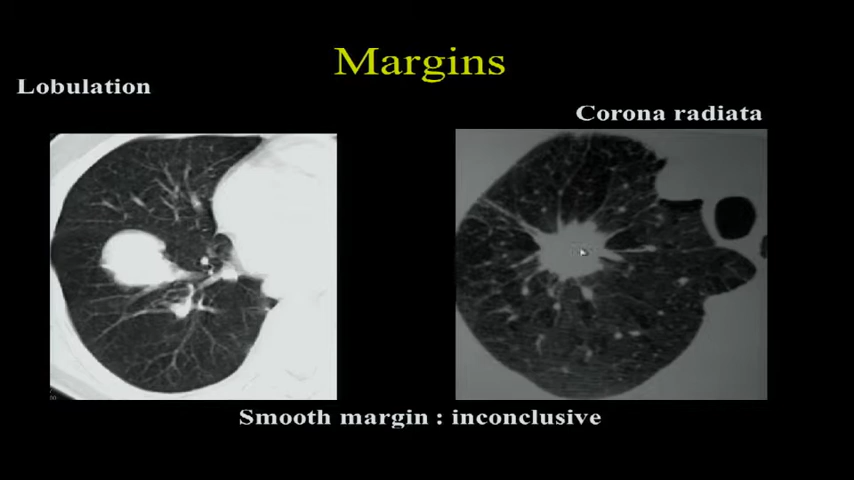 Margins
Lobulation
Corona radiata
Smooth margin : inconclusive